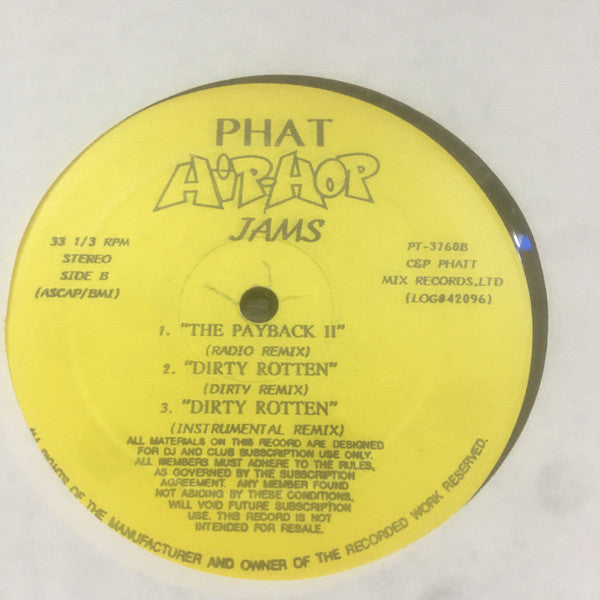 PHAT
HIP-HOP
JAMS
33 1/3 RPM
STEREO
SIDE B
(ASCAP/BMI)
PT-3760B
C&P PHATT
MIX RECORDS,LTD
(LOG#42096)
1. "THE PAYBACK II"
(RADIO REMIX)
2. "DIRTY ROTTEN"
(DIRTY REMIX)
3. "DIRTY ROTTEN"
(INSTRUMENTAL REMIX)
ALL MATERIALS ON THIS RECORD ARE DESIGNED
FOR DJ AND CLUB SUBSCRIPTION USE ONLY.
ALL MEMBERS MUST ADHERE TO THE RULES,
AS GOVERNED BY THE SUBSCRIPTION
AGREEMENT. ANY MEMBER FOUND
NOT ABIDING BY THESE CONDITIONS,
WILL VOID FUTURE SUBSCRIPTION
USE. THIS RECORD IS NOT
INTENDED FOR RESALE.
RIGHTS OF THE MANUFACTURER AND OWNER OF THE RECORDED WORK RESERVED.